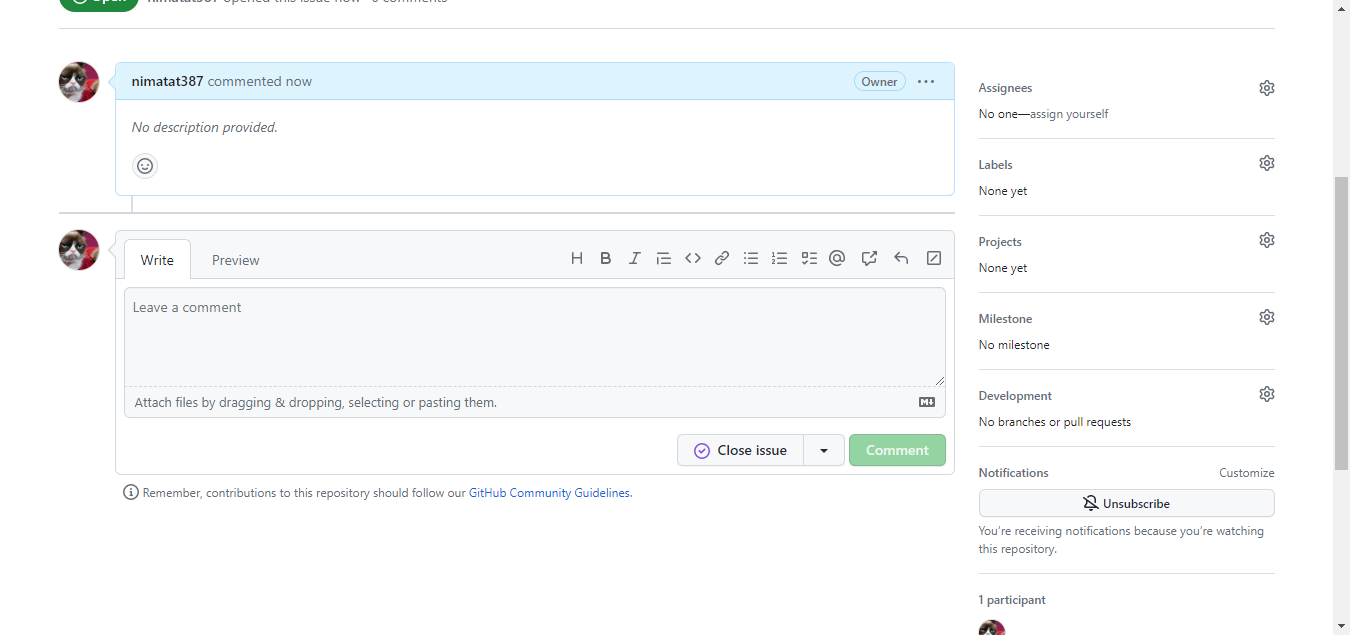 Open nimatat387 opened this issue now · 0 comments
nimatat387 commented now
Owner
No description provided.
Write
Preview
Leave a comment
Attach files by dragging & dropping, selecting or pasting them.
Close issue
Comment
Remember, contributions to this repository should follow our GitHub Community Guidelines.
Assignees
No one—assign yourself
Labels
None yet
Projects
None yet
Milestone
No milestone
Development
No branches or pull requests
Notifications
Customize
Unsubscribe
You're receiving notifications because you're watching
this repository.
1 participant